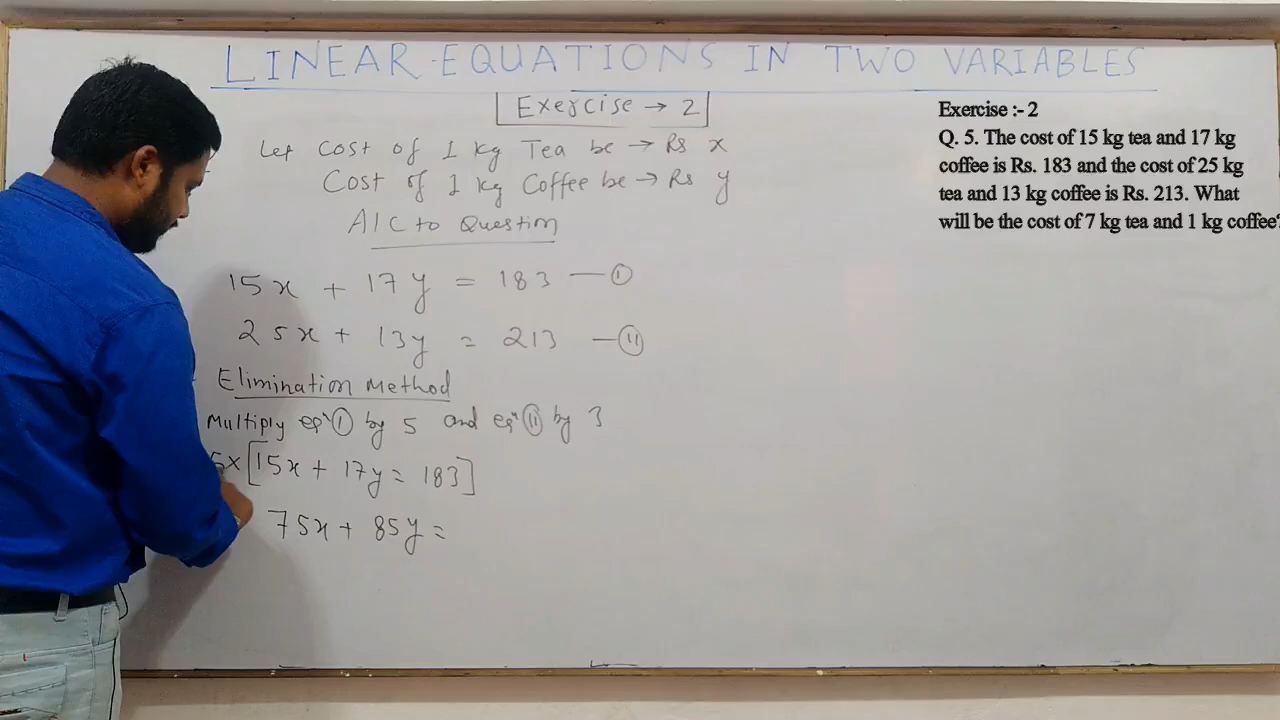 LINEAR EQUATIONS IN TWO VARIABLES
Exercise → 2
Let Cost of 1 kg Tea be → Rs x
Cost of 1 kg Coffee be → Rs y
A/C to Question
15x + 17y = 183 — (I)
25x + 13y = 213 — (II)
Elimination Method
Multiply eqⁿ (I) by 5 and eqⁿ (II) by 3
5x[15x + 17y = 183]
75x + 85y =
Exercise :- 2
Q. 5. The cost of 15 kg tea and 17 kg
coffee is Rs. 183 and the cost of 25 kg
tea and 13 kg coffee is Rs. 213. What
will be the cost of 7 kg tea and 1 kg coffee?